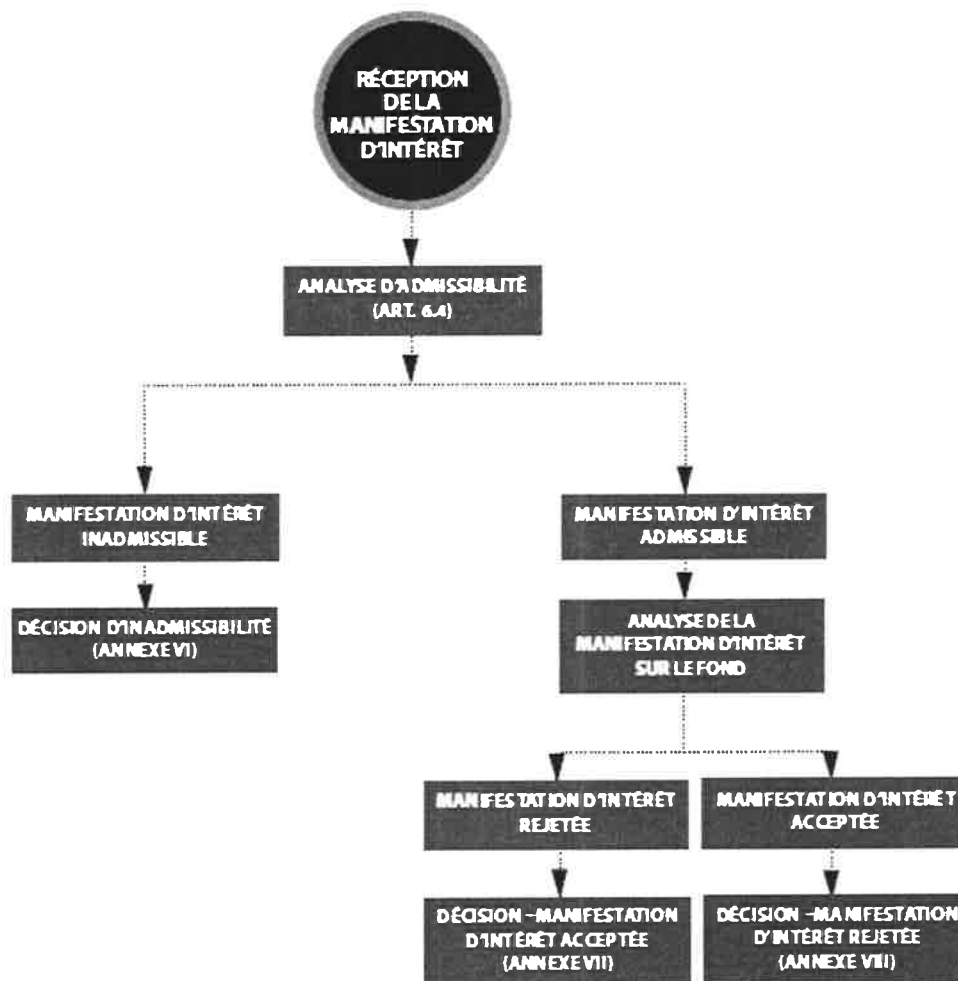 RÉCEPTION
DE LA
MANIFESTATION
D'INTÉRÊT
ANALYSE D'ADMISSIBILITÉ
(ART. 6.4)
MANIFESTATION D'INTÉRÊT
INADMISSIBLE
MANIFESTATION D'INTÉRÊT
ADMISSIBLE
DÉCISION D'INADMISSIBILITÉ
(ANNEXE VI)
ANALYSE DE LA
MANIFESTATION D'INTÉRÊT
SUR LE FOND
MANIFESTATION D'INTÉRÊT
REJETÉE
MANIFESTATION D'INTÉRÊT
ACCEPTÉE
DÉCISION –MANIFESTATION
D'INTÉRÊT ACCEPTÉE
(ANNEXE VII)
DÉCISION –MANIFESTATION
D'INTÉRÊT REJETÉE
(ANNEXE VIII)